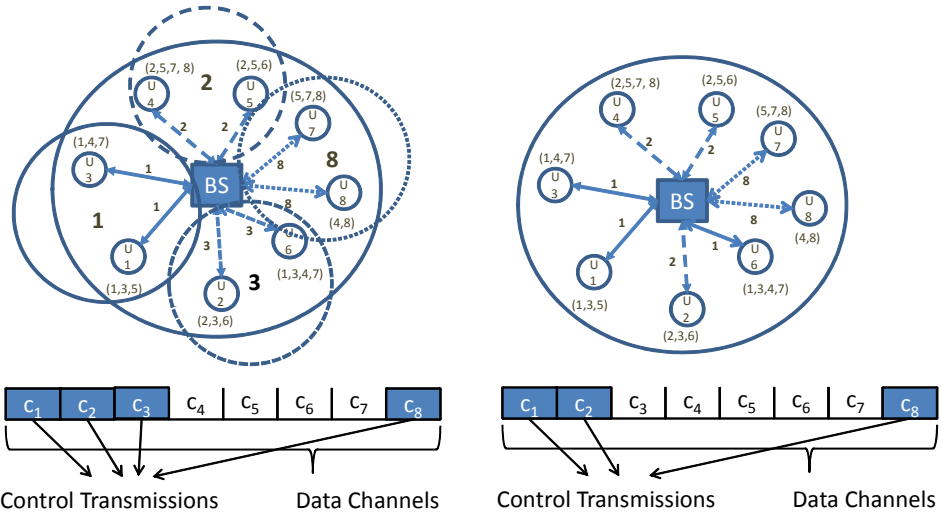 (2,5,7, 8)
(2,5,6)
U
4
2
U
5
(5,7,8)
U
7
2
2
(1,4,7)
U
3
1
8
8
BS
U
8
8
(4,8)
1
1
3
3
U
6
U
1
(1,3,5)
(1,3,4,7)
U
2
3
(2,3,6)
C1 C2 C3 C4 C5 C6 C7 C8
Control Transmissions Data Channels
(2,5,7, 8)
(2,5,6)
U
4
U
5
(5,7,8)
U
7
2
2
(1,4,7)
U
3
1
8
BS
U
8
8
(4,8)
1
1
2
U
6
U
1
(1,3,5)
(1,3,4,7)
U
2
(2,3,6)
C1 C2 C3 C4 C5 C6 C7 C8
Control Transmissions Data Channels